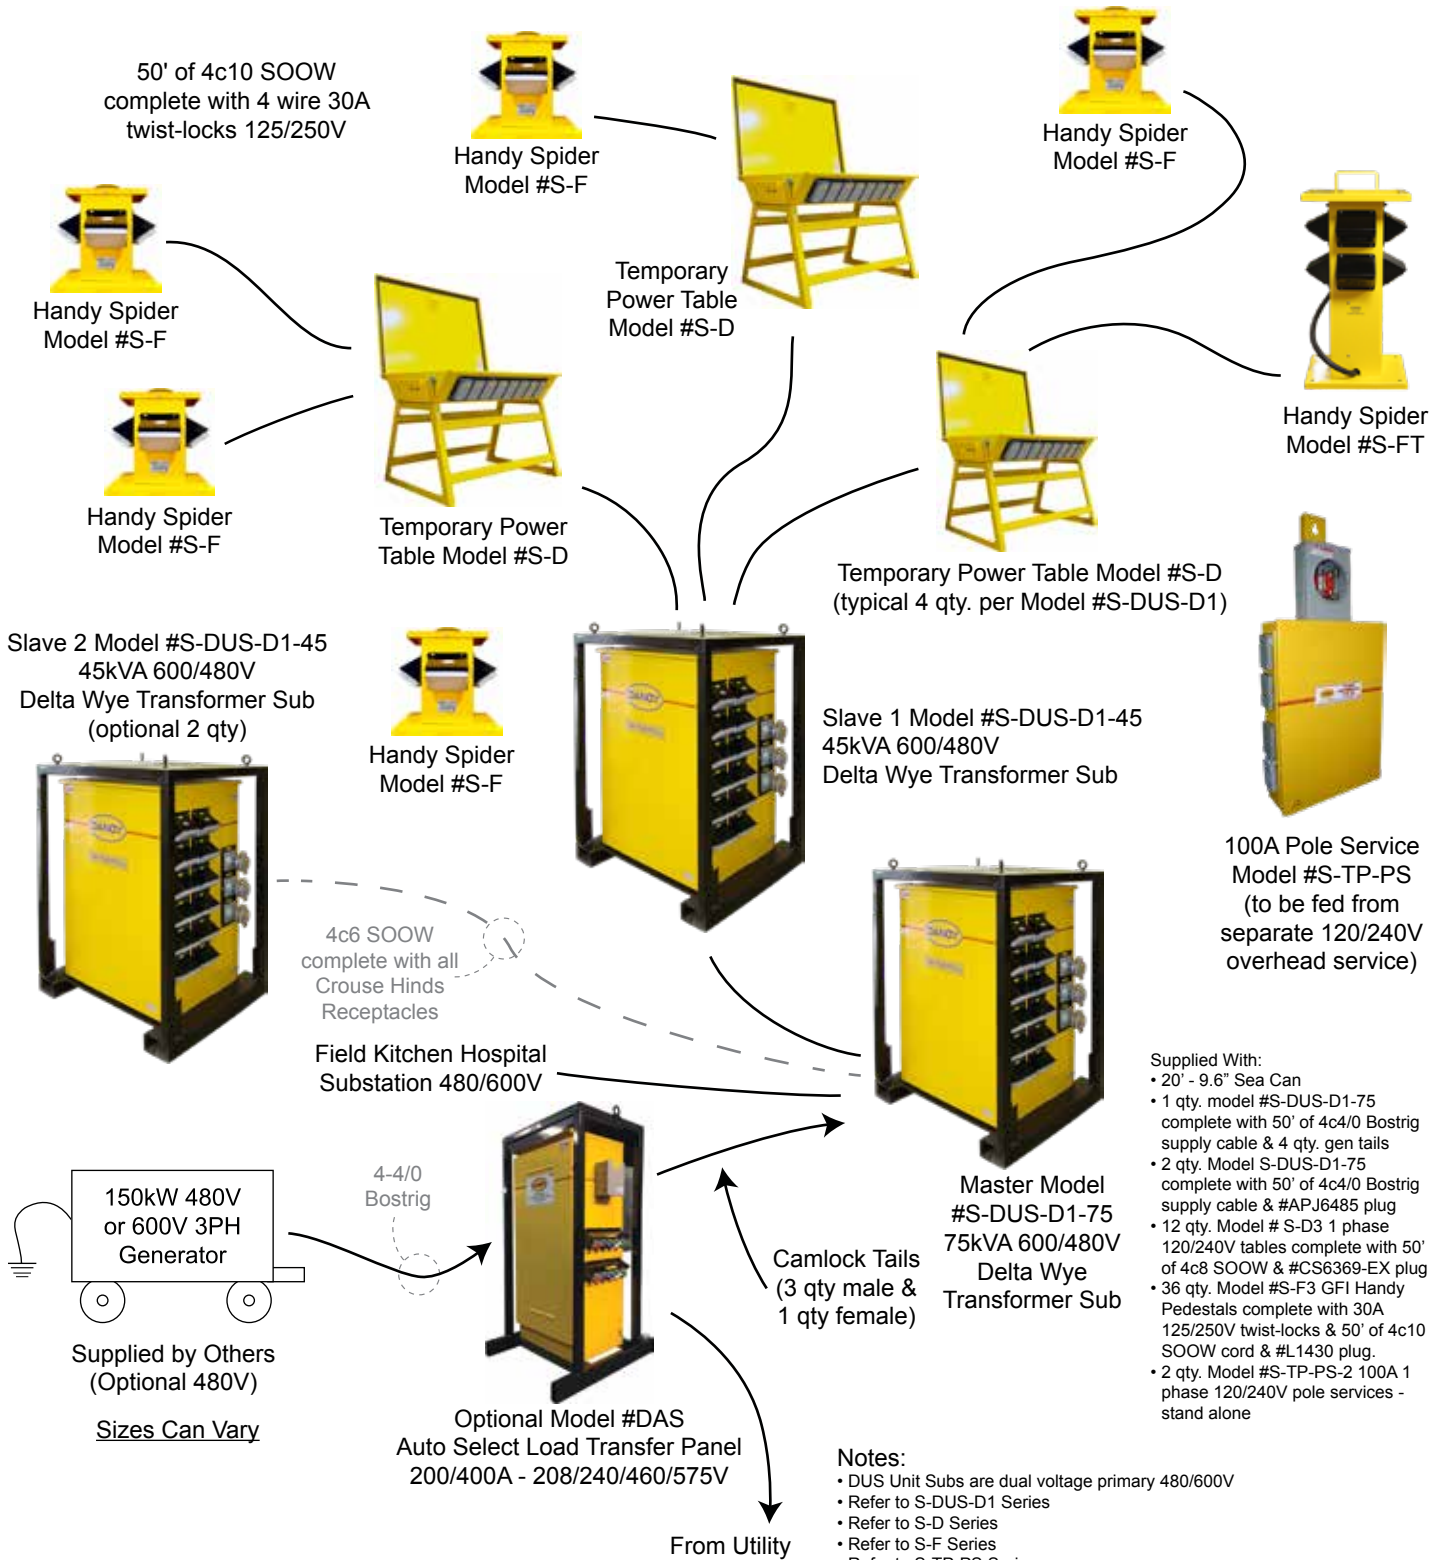 50' of 4c10 SOOW
complete with 4 wire 30A
twist-locks 125/250V
Handy Spider
Model #S-F
Handy Spider
Model #S-F
Handy Spider
Model #S-F
Temporary
Power Table
Model #S-D
Handy Spider
Model #S-FT
Handy Spider
Model #S-F
Temporary Power
Table Model #S-D
Temporary Power Table Model #S-D
(typical 4 qty. per Model #S-DUS-D1)
Slave 2 Model #S-DUS-D1-45
45kVA 600/480V
Delta Wye Transformer Sub
(optional 2 qty)
Handy Spider
Model #S-F
DANDY
Slave 1 Model #S-DUS-D1-45
45kVA 600/480V
Delta Wye Transformer Sub
100A Pole Service
Model #S-TP-PS
(to be fed from
separate 120/240V
overhead service)
DANDY
DANDY
4c6 SOOW
complete with all
Crouse Hinds
Receptacles
Field Kitchen Hospital
Substation 480/600V
150kW 480V
or 600V 3PH
Generator
Supplied by Others
(Optional 480V)
Sizes Can Vary
4-4/0
Bostrig
Optional Model #DAS
Auto Select Load Transfer Panel
200/400A - 208/240/460/575V
Camlock Tails
(3 qty male &
1 qty female)
Master Model
#S-DUS-D1-75
75kVA 600/480V
Delta Wye
Transformer Sub
Supplied With:
• 20' - 9.6” Sea Can
• 1 qty. model #S-DUS-D1-75
complete with 50’ of 4c4/0 Bostrig
supply cable & 4 qty. gen tails
• 2 qty. Model S-DUS-D1-75
complete with 50’ of 4c4/0 Bostrig
supply cable & #APJ6485 plug
• 12 qty. Model # S-D3 1 phase
120/240V tables complete with 50’
of 4c8 SOOW & #CS6369-EX plug
• 36 qty. Model #S-F3 GFI Handy
Pedestals complete with 30A
125/250V twist-locks & 50’ of 4c10
SOOW cord & #L1430 plug.
• 2 qty. Model #S-TP-PS-2 100A 1
phase 120/240V pole services -
stand alone
From Utility
Notes:
• DUS Unit Subs are dual voltage primary 480/600V
• Refer to S-DUS-D1 Series
• Refer to S-D Series
• Refer to S-F Series
• Refer to S-TP-PS Series